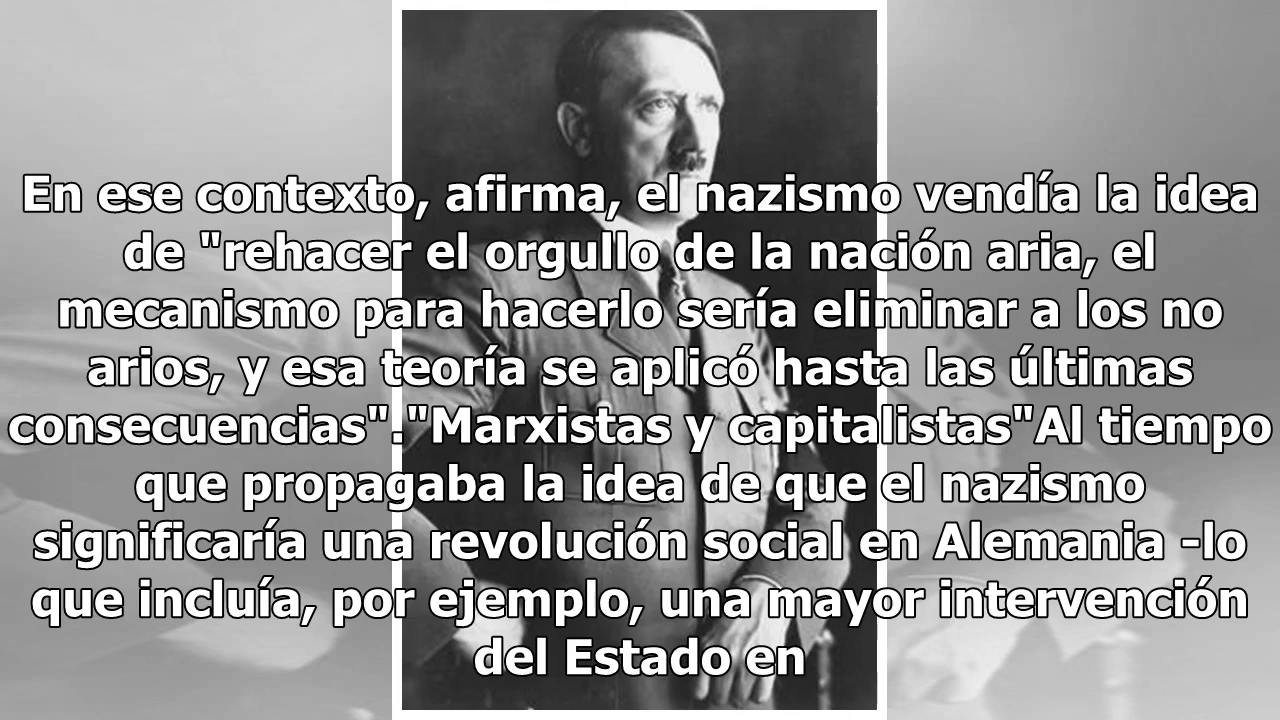 En ese contexto, afirma, el nazismo vendía la idea
de "rehacer el orgullo de la nación aria, el
mecanismo para hacerlo sería eliminar a los no
arios, y esa teoría se aplicó hasta las últimas
consecuencias"."Marxistas y capitalistas"Al tiempo
que propagaba la idea de que el nazismo
significaría una revolución social en Alemania -lo
que incluía, por ejemplo, una mayor intervención
del Estado en